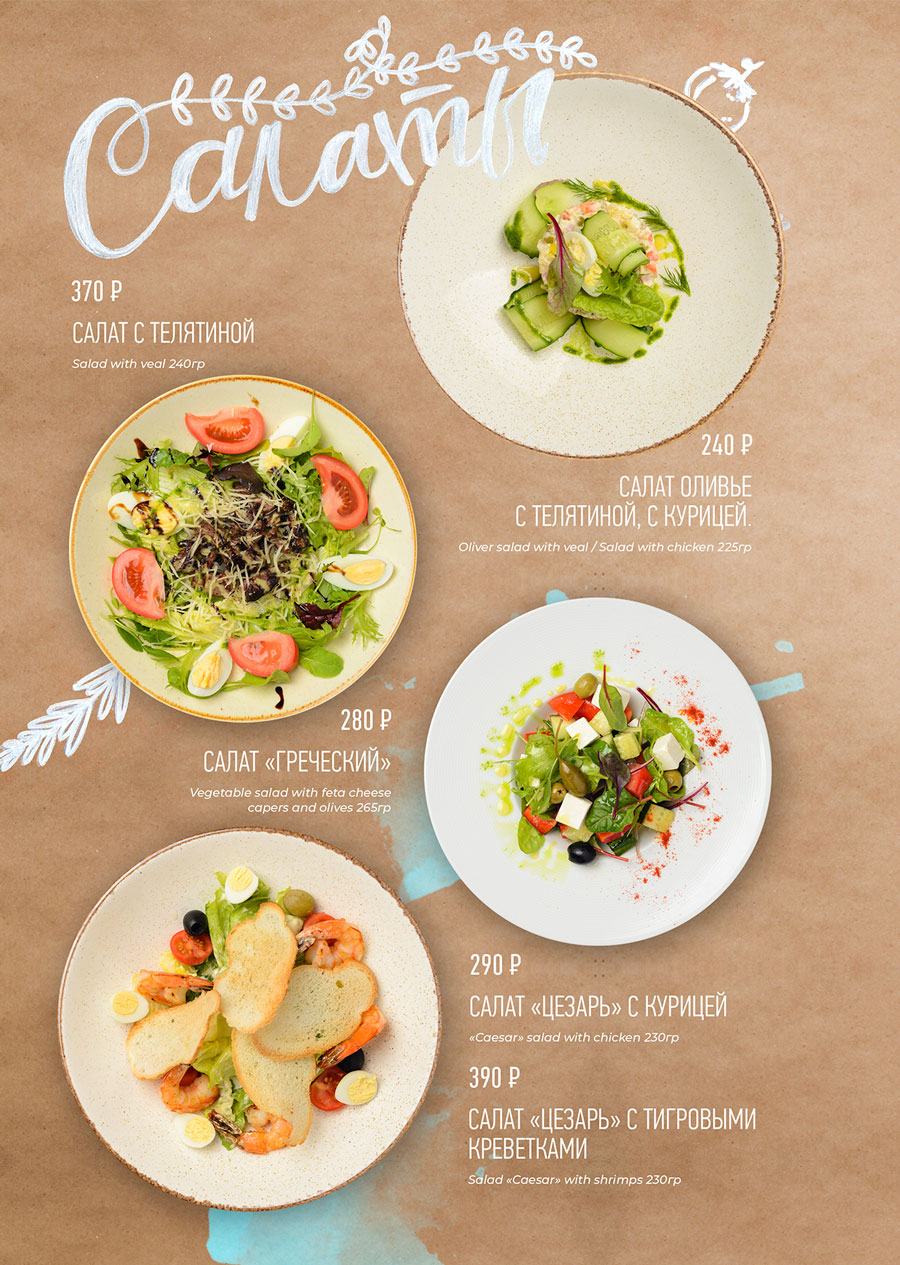 Салаты
370 ₽
САЛАТ С ТЕЛЯТИНОЙ
Salad with veal 240гр
240 ₽
САЛАТ ОЛИВЬЕ
С ТЕЛЯТИНОЙ, С КУРИЦЕЙ.
Oliver salad with veal / Salad with chicken 225гр
280 ₽
САЛАТ «ГРЕЧЕСКИЙ»
Vegetable salad with feta cheese
capers and olives 265гр
290 ₽
САЛАТ «ЦЕЗАРЬ» С КУРИЦЕЙ
«Caesar» salad with chicken 230гр
390 ₽
САЛАТ «ЦЕЗАРЬ» С ТИГРОВЫМИ
КРЕВЕТКАМИ
Salad «Caesar» with shrimps 230гр